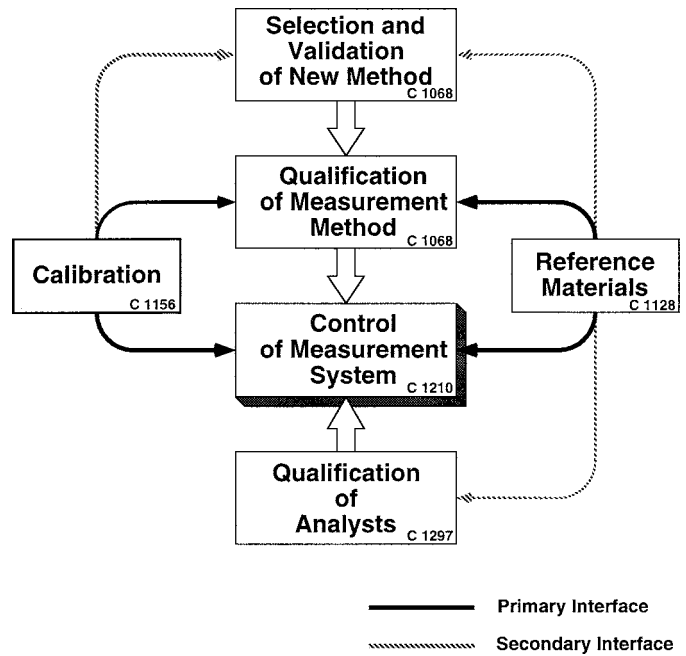 Selection and
Validation
of New Method
C 1068
Qualification
of Measurement
Method
C 1068
Calibration
C 1156
Reference
Materials
C 1128
Control
of Measurement
System
C 1210
Qualification
of
Analysts
C 1297
Primary Interface
Secondary Interface